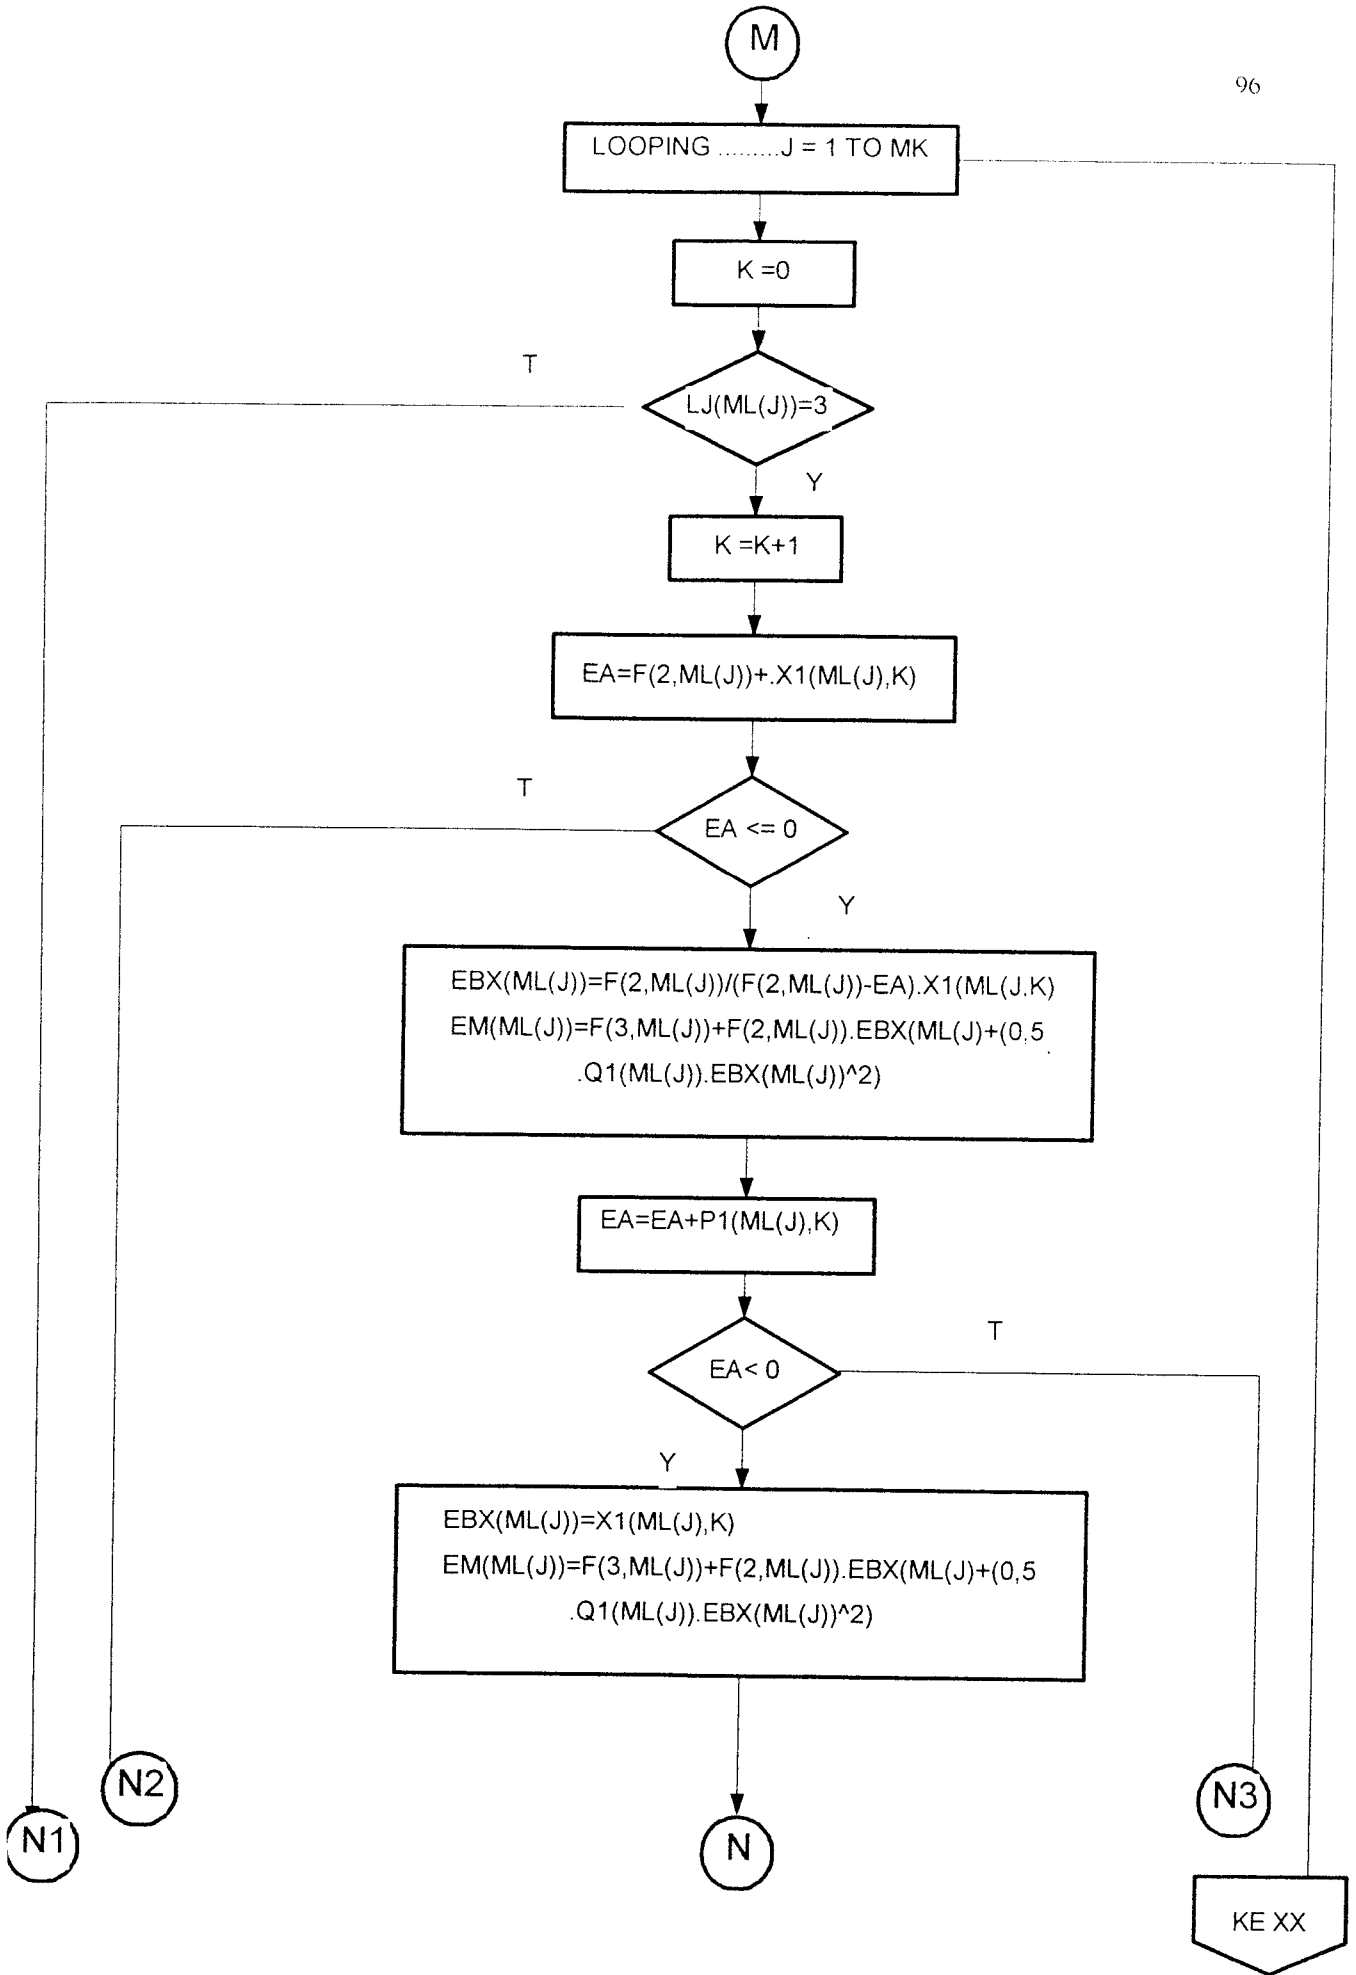 M
96
LOOPING .........J = 1 TO MK
K =0
T
LJ(ML(J))=3
Y
K =K+1
EA=F(2,ML(J))+.X1(ML(J),K)
T
EA <= 0
Y
EBX(ML(J))=F(2,ML(J))/(F(2,ML(J))-EA).X1(ML(J,K)
EM(ML(J))=F(3,ML(J))+F(2,ML(J)).EBX(ML(J)+(0,5
.Q1(ML(J)).EBX(ML(J))^2)
EA=EA+P1(ML(J),K)
T
EA< 0
Y
EBX(ML(J))=X1(ML(J),K)
EM(ML(J))=F(3,ML(J))+F(2,ML(J)).EBX(ML(J)+(0,5
.Q1(ML(J)).EBX(ML(J))^2)
N2
N3
N1
N
KE XX